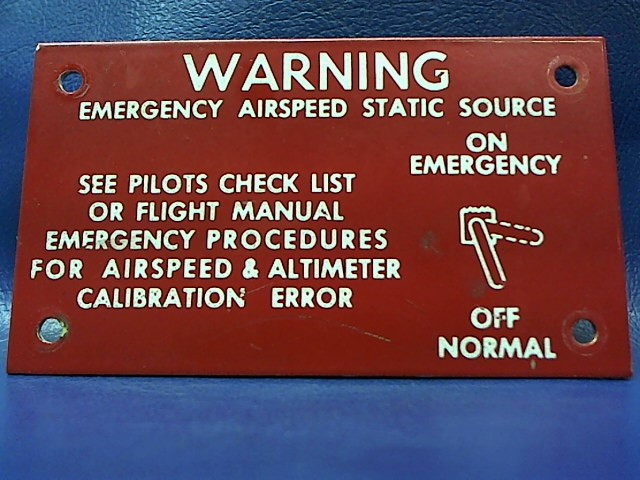 WARNING
EMERGENCY AIRSPEED STATIC SOURCE
ON
EMERGENCY
SEE PILOTS CHECK LIST
OR FLIGHT MANUAL
EMERGENCY PROCEDURES
FOR AIRSPEED & ALTIMETER
CALIBRATION ERROR
OFF
NORMAL